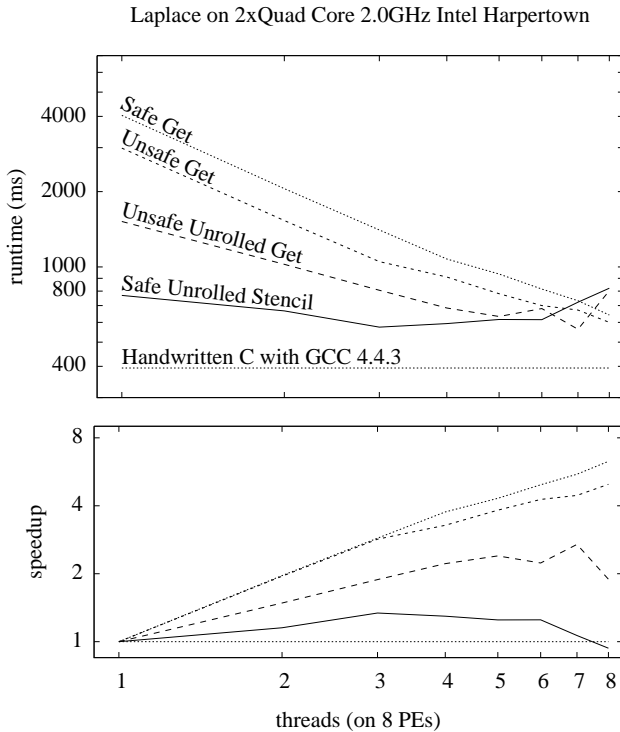 Laplace on 2xQuad Core 2.0GHz Intel Harpertown
4000
2000
1000
800
400
runtime (ms)
Safe Get
Unsafe Get
Unsafe Unrolled Get
Safe Unrolled Stencil
Handwritten C with GCC 4.4.3
8
4
2
1
speedup
1 2 3 4 5 6 7 8
threads (on 8 PEs)